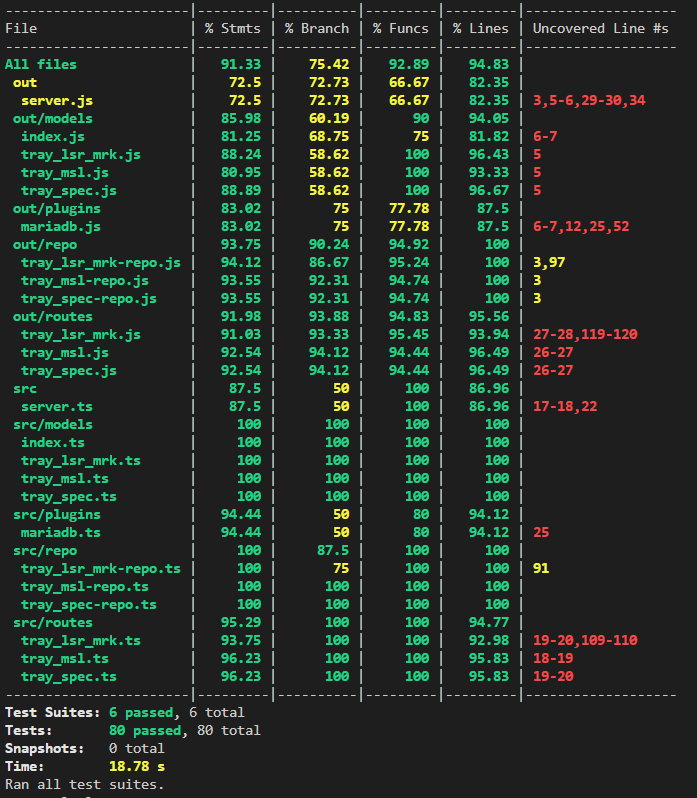 -----------------------|---------|----------|---------|---------|-------------------
File                   | % Stmts | % Branch | % Funcs | % Lines | Uncovered Line #s
-----------------------|---------|----------|---------|---------|-------------------
All files              |   91.33 |    75.42 |   92.89 |   94.83 |
 out                   |    72.5 |    72.73 |   66.67 |   82.35 |
  server.js            |    72.5 |    72.73 |   66.67 |   82.35 | 3,5-6,29-30,34
 out/models            |   85.98 |    60.19 |      90 |   94.05 |
  index.js             |   81.25 |    68.75 |      75 |   81.82 | 6-7
  tray_lsr_mrk.js      |   88.24 |    58.62 |     100 |   96.43 | 5
  tray_msl.js          |   80.95 |    58.62 |     100 |   93.33 | 5
  tray_spec.js         |   88.89 |    58.62 |     100 |   96.67 | 5
 out/plugins           |   83.02 |       75 |   77.78 |    87.5 |
  mariadb.js           |   83.02 |       75 |   77.78 |    87.5 | 6-7,12,25,52
 out/repo              |   93.75 |    90.24 |   94.92 |     100 |
  tray_lsr_mrk-repo.js |   94.12 |    86.67 |   95.24 |     100 | 3,97
  tray_msl-repo.js     |   93.55 |    92.31 |   94.74 |     100 | 3
  tray_spec-repo.js    |   93.55 |    92.31 |   94.74 |     100 | 3
 out/routes            |   91.98 |    93.88 |   94.83 |   95.56 |
  tray_lsr_mrk.js      |   91.03 |    93.33 |   95.45 |   93.94 | 27-28,119-120
  tray_msl.js          |   92.54 |    94.12 |   94.44 |   96.49 | 26-27
  tray_spec.js         |   92.54 |    94.12 |   94.44 |   96.49 | 26-27
 src                   |    87.5 |       50 |     100 |   86.96 |
  server.ts            |    87.5 |       50 |     100 |   86.96 | 17-18,22
 src/models            |     100 |      100 |     100 |     100 |
  index.ts             |     100 |      100 |     100 |     100 |
  tray_lsr_mrk.ts      |     100 |      100 |     100 |     100 |
  tray_msl.ts          |     100 |      100 |     100 |     100 |
  tray_spec.ts         |     100 |      100 |     100 |     100 |
 src/plugins           |   94.44 |       50 |      80 |   94.12 |
  mariadb.ts           |   94.44 |       50 |      80 |   94.12 | 25
 src/repo              |     100 |     87.5 |     100 |     100 |
  tray_lsr_mrk-repo.ts |     100 |       75 |     100 |     100 | 91
  tray_msl-repo.ts     |     100 |      100 |     100 |     100 |
  tray_spec-repo.ts    |     100 |      100 |     100 |     100 |
 src/routes            |   95.29 |      100 |     100 |   94.77 |
  tray_lsr_mrk.ts      |   93.75 |      100 |     100 |   92.98 | 19-20,109-110
  tray_msl.ts          |   96.23 |      100 |     100 |   95.83 | 18-19
  tray_spec.ts         |   96.23 |      100 |     100 |   95.83 | 19-20
-----------------------|---------|----------|---------|---------|-------------------
Test Suites: 6 passed, 6 total
Tests:       80 passed, 80 total
Snapshots:   0 total
Time:        18.78 s
Ran all test suites.